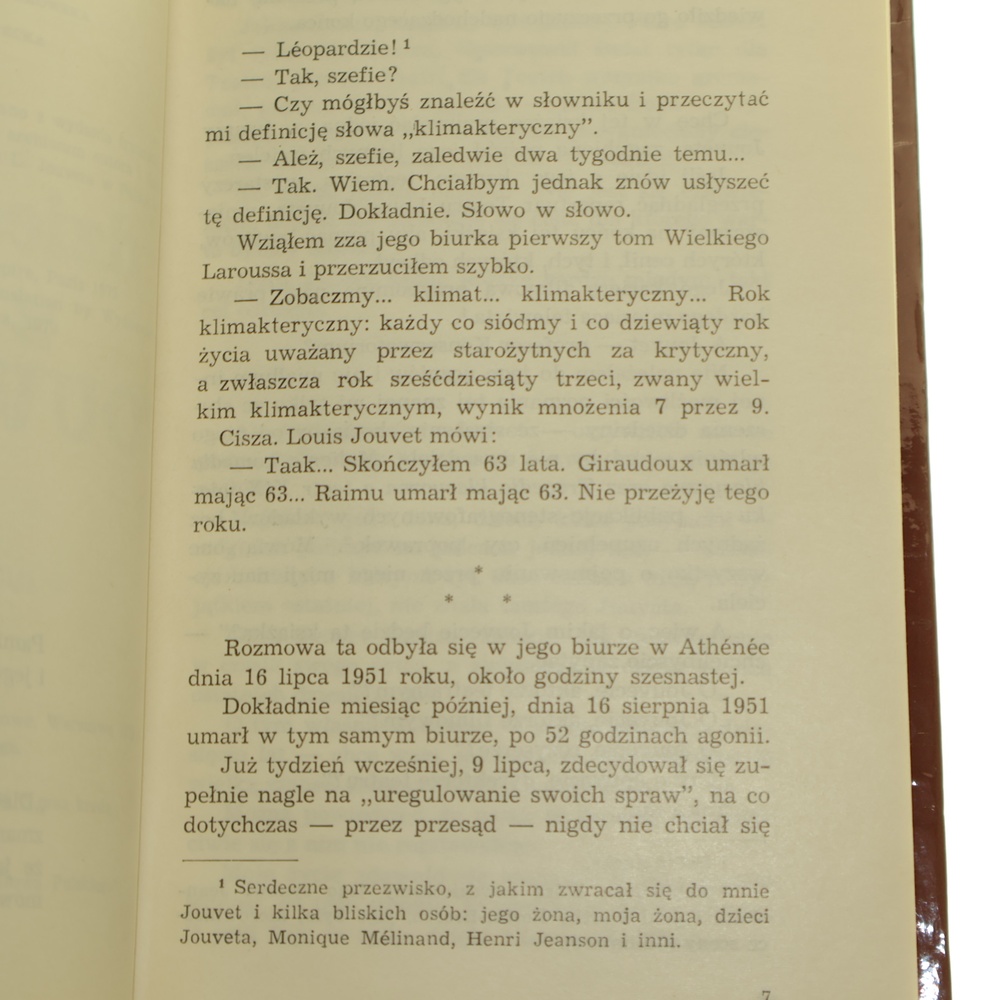 — Léopardzie! ¹
— Tak, szefie?
— Czy mógłbyś znaleźć w słowniku i przeczytać
mi definicję słowa „klimakteryczny”.
— Ależ, szefie, zaledwie dwa tygodnie temu...
— Tak. Wiem. Chciałbym jednak znów usłyszeć
tę definicję. Dokładnie. Słowo w słowo.
Wziąłem zza jego biurka pierwszy tom Wielkiego
Laroussa i przerzuciłem szybko.
— Zobaczmy... klimat... klimakteryczny... Rok
klimakteryczny: każdy co siódmy i co dziewiąty rok
życia uważany przez starożytnych za krytyczny,
a zwłaszcza rok sześćdziesiąty trzeci, zwany wiel-
kim klimakterycznym, wynik mnożenia 7 przez 9.
Cisza. Louis Jouvet mówi:
— Taak... Skończyłem 63 lata. Giraudoux umarł
mając 63... Raimu umarł mając 63. Nie przeżyję tego
roku.
*
* *
Rozmowa ta odbyła się w jego biurze w Athénée
dnia 16 lipca 1951 roku, około godziny szesnastej.
Dokładnie miesiąc później, dnia 16 sierpnia 1951
umarł w tym samym biurze, po 52 godzinach agonii.
Już tydzień wcześniej, 9 lipca, zdecydował się zu-
pełnie nagle na „uregulowanie swoich spraw”, na co
dotychczas — przez przesąd — nigdy nie chciał się
¹ Serdeczne przezwisko, z jakim zwracał się do mnie
Jouvet i kilka bliskich osób: jego żona, moja żona, dzieci
Jouveta, Monique Mélinand, Henri Jeanson i inni.
7